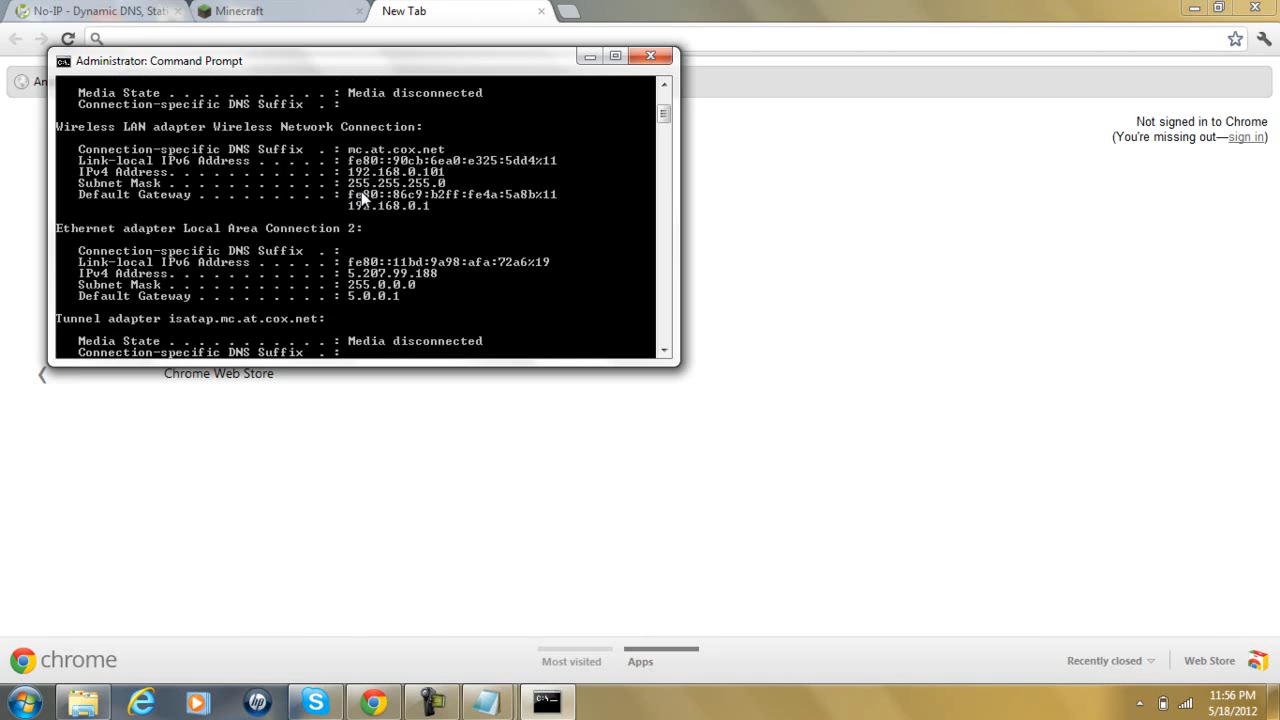 No-IP - Dynamic DNS, Stat
Minecraft
New Tab
An
Administrator: Command Prompt
Media State . . . . . . . . . . . : Media disconnected
Connection-specific DNS Suffix  . :
Wireless LAN adapter Wireless Network Connection:
Connection-specific DNS Suffix  . : mc.at.cox.net
Link-local IPv6 Address . . . . . : fe80::90cb:6ea0:e325:5dd4%11
IPv4 Address. . . . . . . . . . . : 192.168.0.101
Subnet Mask . . . . . . . . . . . : 255.255.255.0
Default Gateway . . . . . . . . . : fe80::86c9:b2ff:fe4a:5a8b%11
192.168.0.1
Ethernet adapter Local Area Connection 2:
Connection-specific DNS Suffix  . :
Link-local IPv6 Address . . . . . : fe80::11bd:9a98:afa:72a6%19
IPv4 Address. . . . . . . . . . . : 5.207.99.188
Subnet Mask . . . . . . . . . . . : 255.0.0.0
Default Gateway . . . . . . . . . : 5.0.0.1
Tunnel adapter isatap.mc.at.cox.net:
Media State . . . . . . . . . . . : Media disconnected
Connection-specific DNS Suffix  . :
Not signed in to Chrome
(You're missing out—sign in)
Chrome Web Store
chrome
Most visited
Apps
Recently closed
Web Store
11:56 PM
5/18/2012